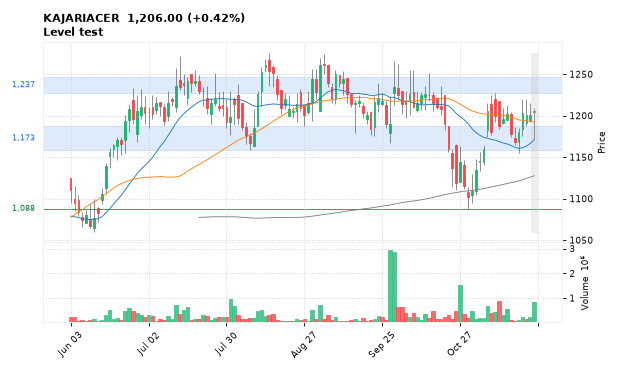 KAJARIACER 1,206.00 (+0.42%)
Level test
1,237
1,173
1,088
1250
1200
1150
1100
1050
Price
3
2
1
Volume 10⁶
Jun 03
Jul 02
Jul 30
Aug 27
Sep 25
Oct 27